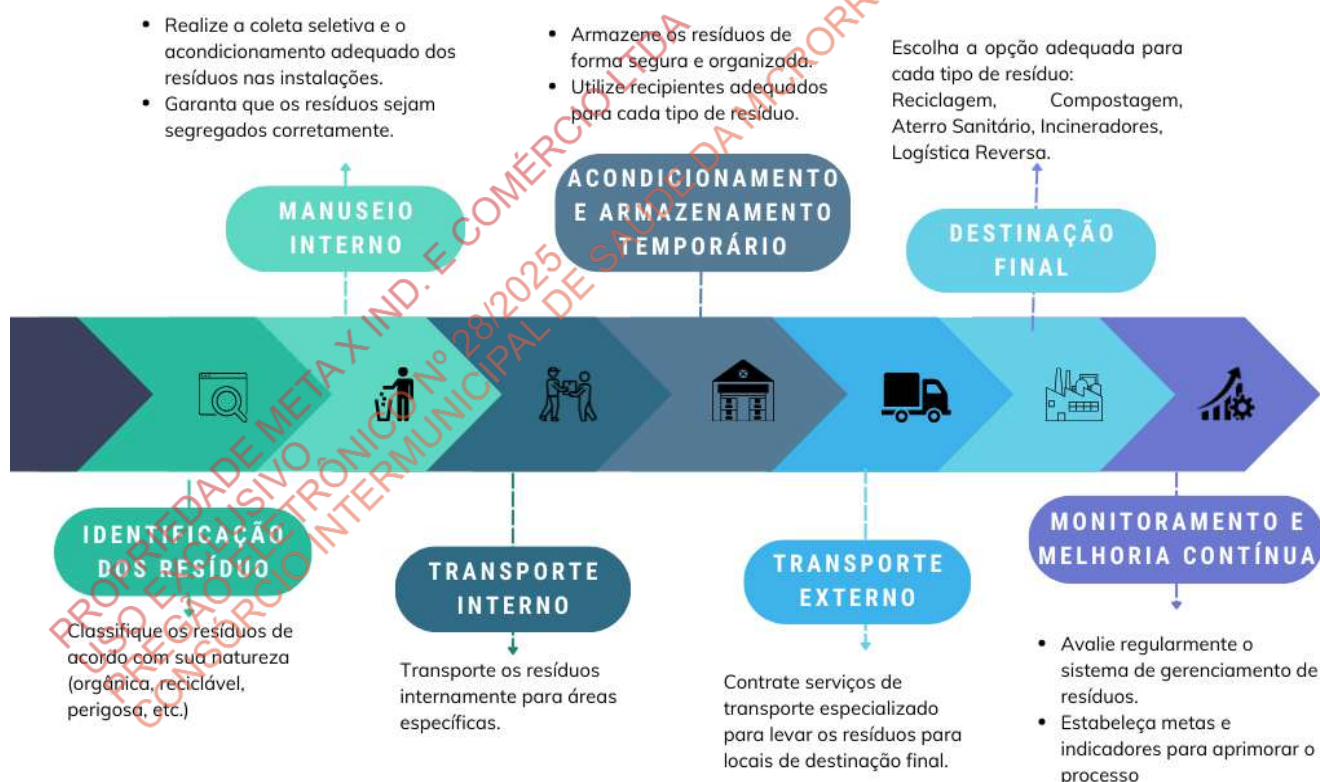 • Realize a coleta seletiva e o
acondicionamento adequado dos
resíduos nas instalações.
• Garanta que os resíduos sejam
segregados corretamente.
MANUSEIO
INTERNO
• Armazene os resíduos de
forma segura e organizada.
• Utilize recipientes adequados
para cada tipo de resíduo.
ACONDICIONAMENTO
E ARMAZENAMENTO
TEMPORÁRIO
Escolha a opção adequada para
cada tipo de resíduo:
Reciclagem, Compostagem,
Aterro Sanitário, Incineradores,
Logística Reversa.
DESTINAÇÃO
FINAL
IDENTIFICAÇÃO
DOS RESÍDUO
Classifique os resíduos de
acordo com sua natureza
(orgânica, reciclável,
perigosa, etc.)
TRANSPORTE
INTERNO
Transporte os resíduos
internamente para áreas
específicas.
TRANSPORTE
EXTERNO
Contrate serviços de
transporte especializado
para levar os resíduos para
locais de destinação final.
MONITORAMENTO E
MELHORIA CONTÍNUA
• Avalie regularmente o
sistema de gerenciamento de
resíduos.
• Estabeleça metas e
indicadores para aprimorar o
processo
PROPRIEDADE META X IND. E COMÉRCIO LTDA
USO EXCLUSIVO
PREGÃO ELETRÔNICO Nº 28/2025
CONSÓRCIO INTERMUNICIPAL DE SAÚDE DA MICRORR